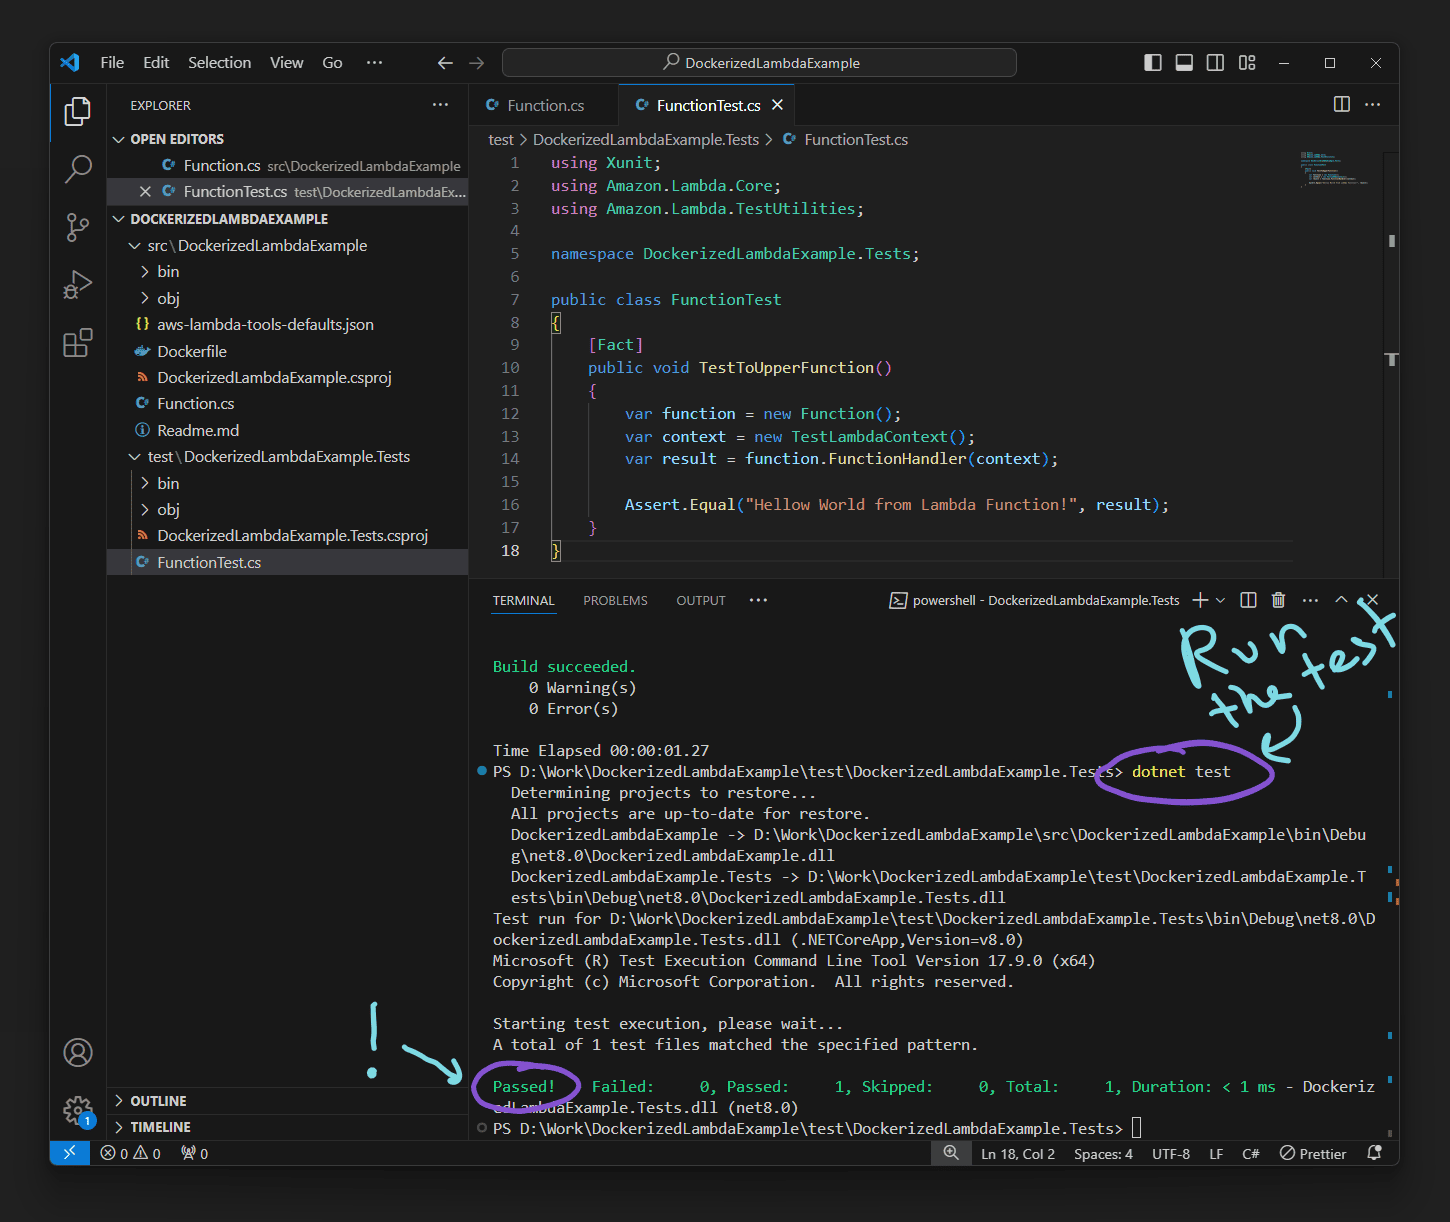 File Edit Selection View Go ··· DockerizedLambdaExample
EXPLORER ···
OPEN EDITORS
Function.cs src\DockerizedLambdaExample
FunctionTest.cs test\DockerizedLambdaEx...
DOCKERIZEDLAMBDAEXAMPLE
src\DockerizedLambdaExample
bin
obj
{} aws-lambda-tools-defaults.json
Dockerfile
DockerizedLambdaExample.csproj
Function.cs
Readme.md
test\DockerizedLambdaExample.Tests
bin
obj
DockerizedLambdaExample.Tests.csproj
FunctionTest.cs
OUTLINE
TIMELINE
Function.cs FunctionTest.cs
test > DockerizedLambdaExample.Tests > FunctionTest.cs
1 using Xunit;
2 using Amazon.Lambda.Core;
3 using Amazon.Lambda.TestUtilities;
4
5 namespace DockerizedLambdaExample.Tests;
6
7 public class FunctionTest
8 {
9 [Fact]
10 public void TestToUpperFunction()
11 {
12 var function = new Function();
13 var context = new TestLambdaContext();
14 var result = function.FunctionHandler(context);
15
16 Assert.Equal("Hellow World from Lambda Function!", result);
17 }
18 }
TERMINAL PROBLEMS OUTPUT ··· powershell - DockerizedLambdaExample.Tests
Run
the test
Build succeeded.
0 Warning(s)
0 Error(s)
Time Elapsed 00:00:01.27
PS D:\Work\DockerizedLambdaExample\test\DockerizedLambdaExample.Tests> dotnet test
Determining projects to restore...
All projects are up-to-date for restore.
DockerizedLambdaExample -> D:\Work\DockerizedLambdaExample\src\DockerizedLambdaExample\bin\Debu
g\net8.0\DockerizedLambdaExample.dll
DockerizedLambdaExample.Tests -> D:\Work\DockerizedLambdaExample\test\DockerizedLambdaExample.T
ests\bin\Debug\net8.0\DockerizedLambdaExample.Tests.dll
Test run for D:\Work\DockerizedLambdaExample\test\DockerizedLambdaExample.Tests\bin\Debug\net8.0\D
ockerizedLambdaExample.Tests.dll (.NETCoreApp,Version=v8.0)
Microsoft (R) Test Execution Command Line Tool Version 17.9.0 (x64)
Copyright (c) Microsoft Corporation.  All rights reserved.
Starting test execution, please wait...
A total of 1 test files matched the specified pattern.
!
Passed! Failed: 0, Passed: 1, Skipped: 0, Total: 1, Duration: < 1 ms - Dockeriz
edLambdaExample.Tests.dll (net8.0)
PS D:\Work\DockerizedLambdaExample\test\DockerizedLambdaExample.Tests>
1
0 0 0 Ln 18, Col 2 Spaces: 4 UTF-8 LF C# Prettier